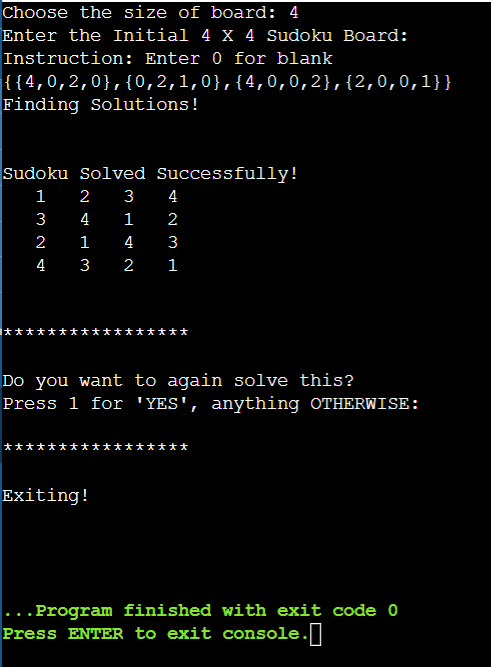 Choose the size of board: 4
Enter the Initial 4 X 4 Sudoku Board:
Instruction: Enter 0 for blank
{{4,0,2,0},{0,2,1,0},{4,0,0,2},{2,0,0,1}}
Finding Solutions!
Sudoku Solved Successfully!
1 2 3 4
3 4 1 2
2 1 4 3
4 3 2 1
*****************
Do you want to again solve this?
Press 1 for 'YES', anything OTHERWISE:
*****************
Exiting!
...Program finished with exit code 0
Press ENTER to exit console.